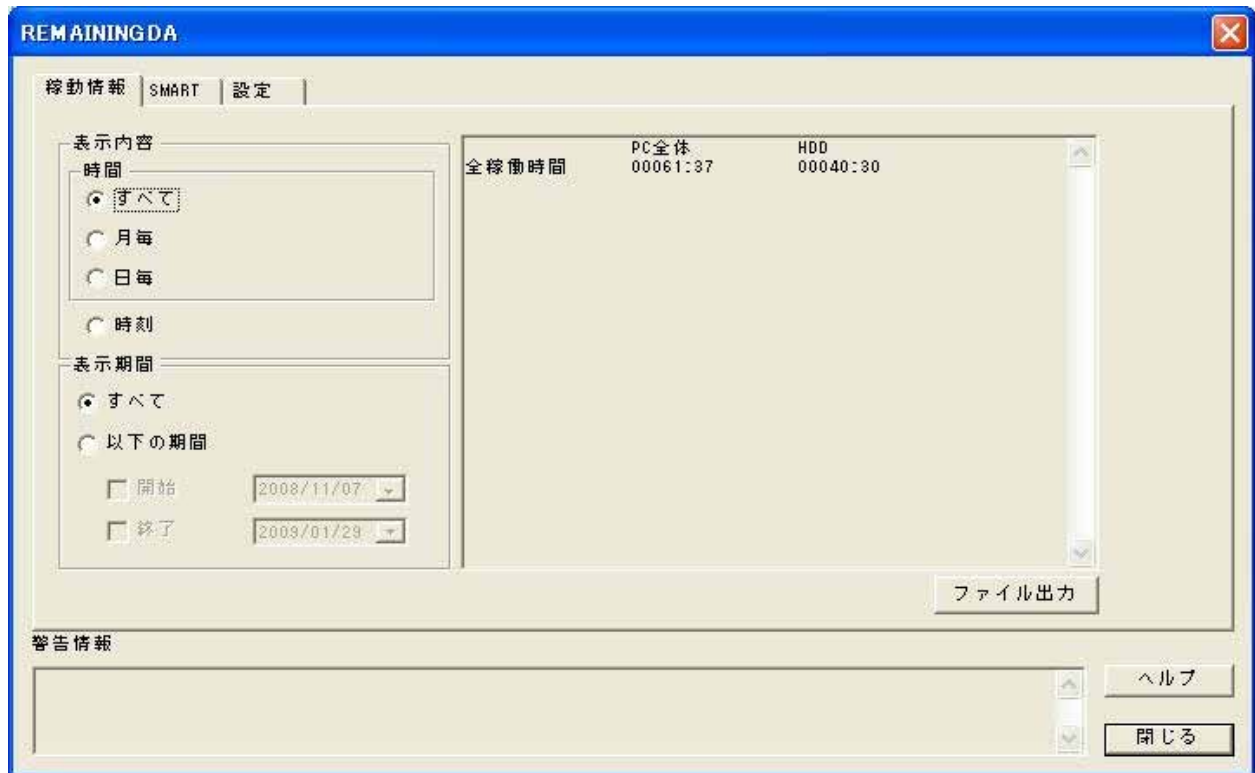 REMAININGDA
稼動情報 SMART 設定
表示内容
時間
すべて
月毎
日毎
時刻
表示期間
すべて
以下の期間
開始 2008/11/07
終了 2009/01/29
PC全体 HDD
全稼働時間 00061:37 00040:30
ファイル出力
警告情報
ヘルプ
閉じる